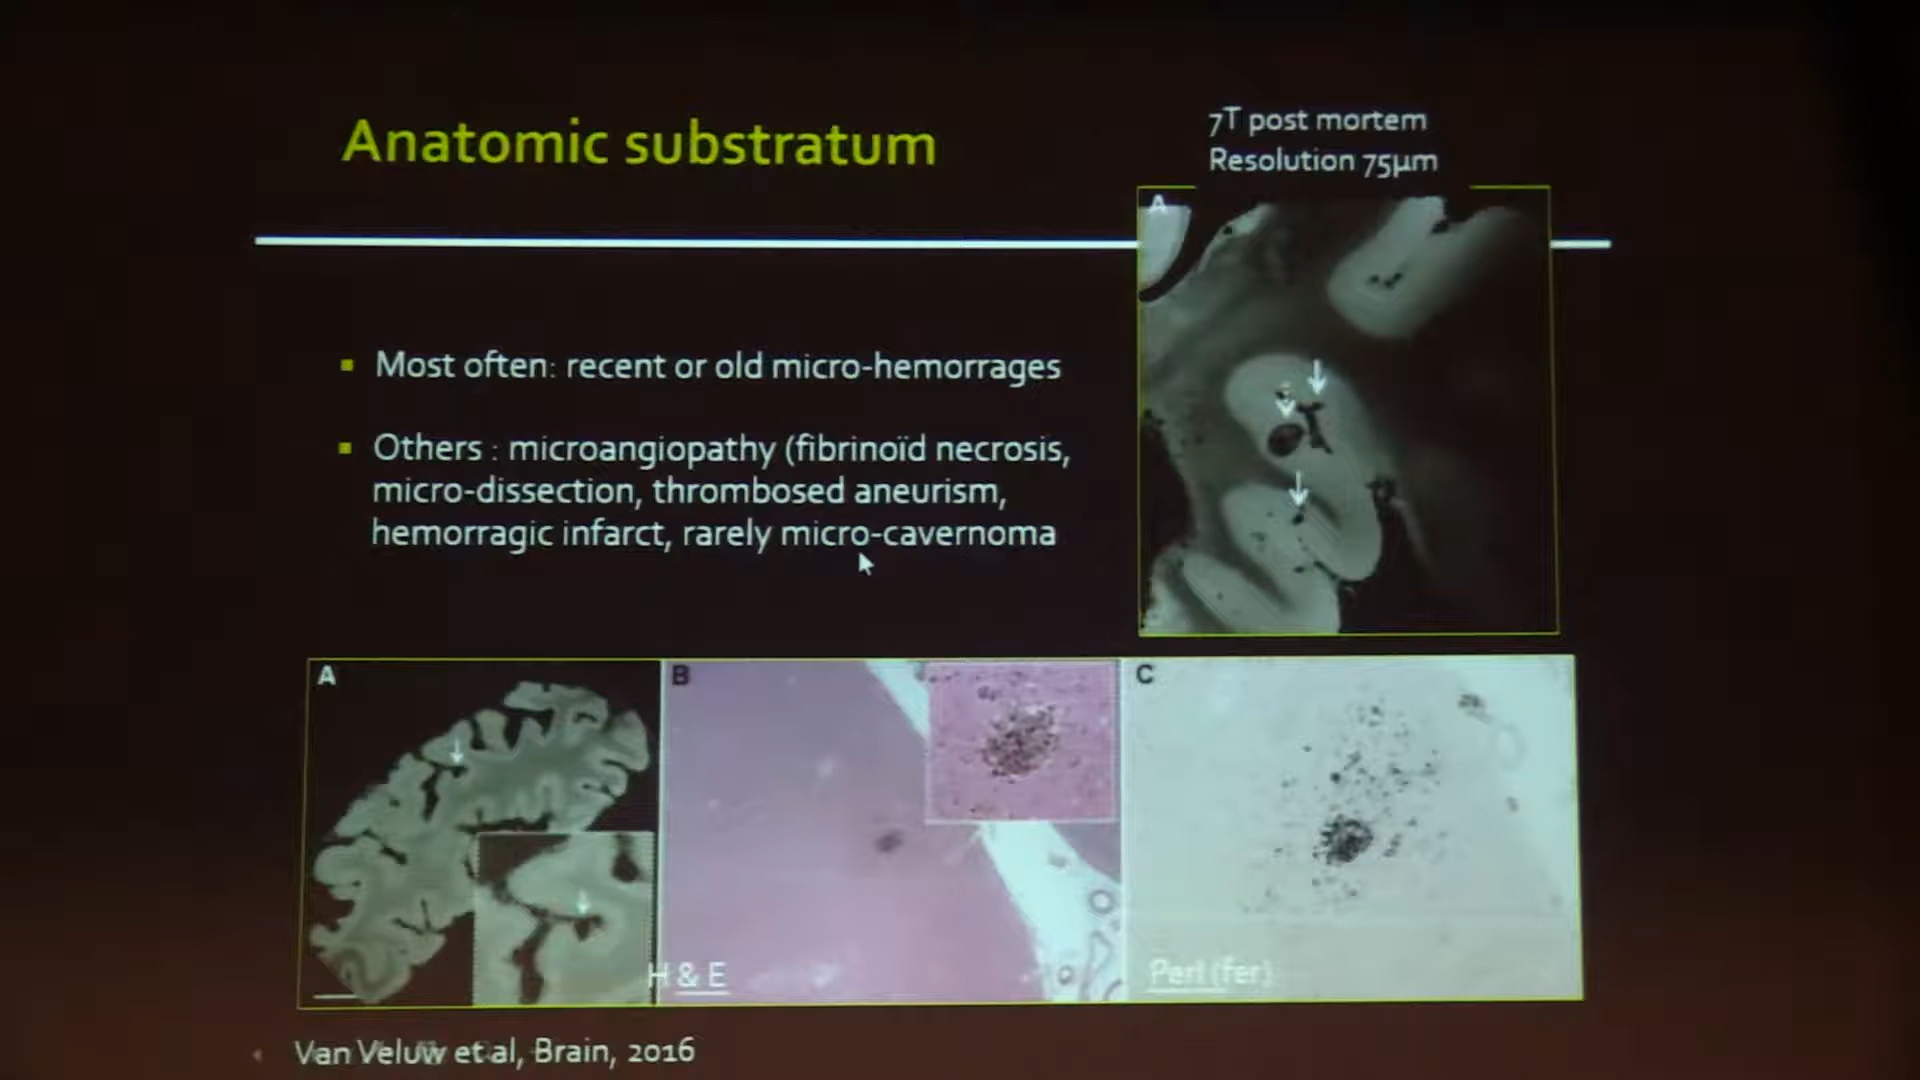 Anatomic substratum
7T post mortem
Resolution 75µm
A
Most often: recent or old micro-hemorrages
Others : microangiopathy (fibrinoïd necrosis,
micro-dissection, thrombosed aneurism,
hemorragic infarct, rarely micro-cavernoma
A
B
C
H & E
Perl (fer)
Van Veluw et al, Brain, 2016